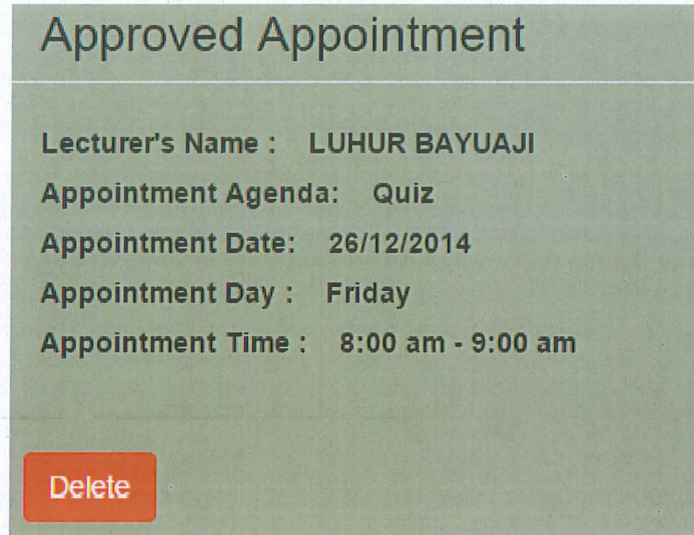 Approved Appointment
Lecturer's Name : LUHUR BAYUAJI
Appointment Agenda: Quiz
Appointment Date: 26/12/2014
Appointment Day : Friday
Appointment Time : 8:00 am - 9:00 am
Delete